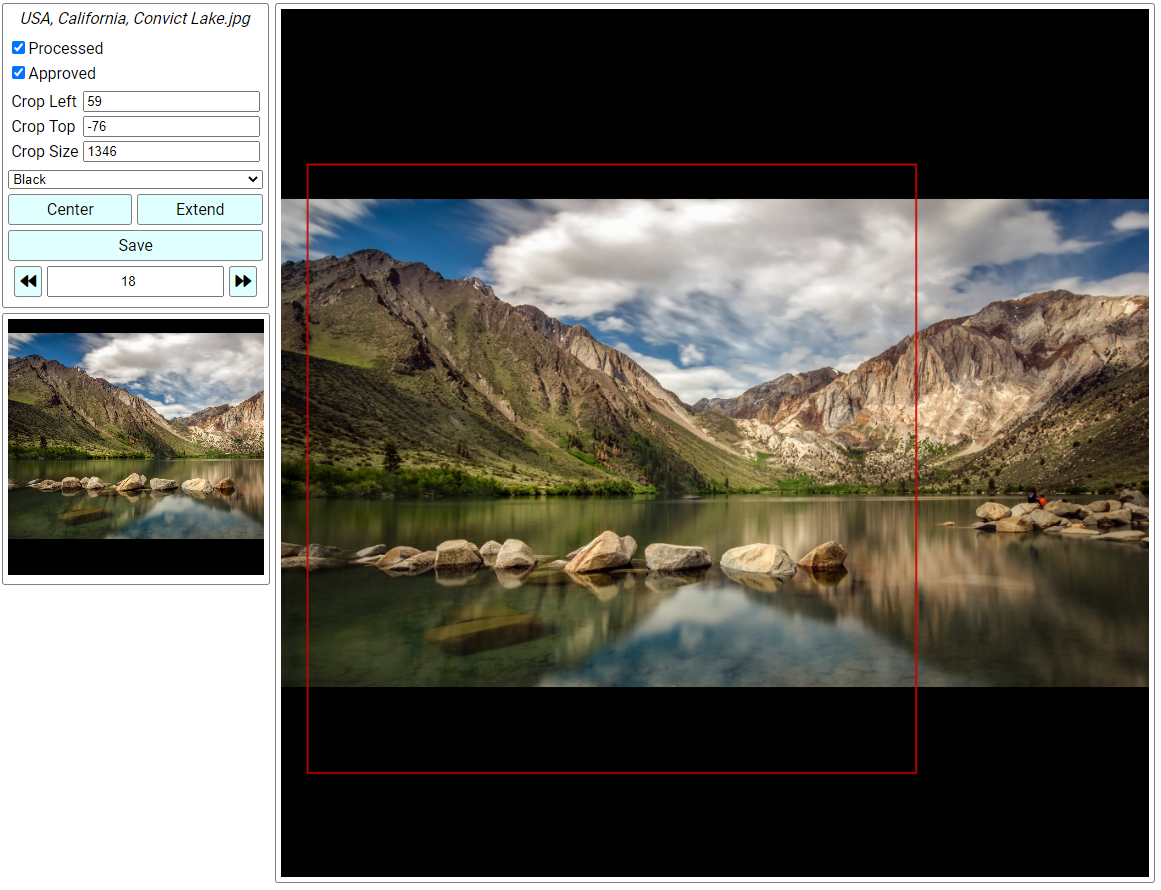 USA, California, Convict Lake.jpg
Processed
Approved
Crop Left 59
Crop Top -76
Crop Size 1346
Black
Center Extend
Save
18